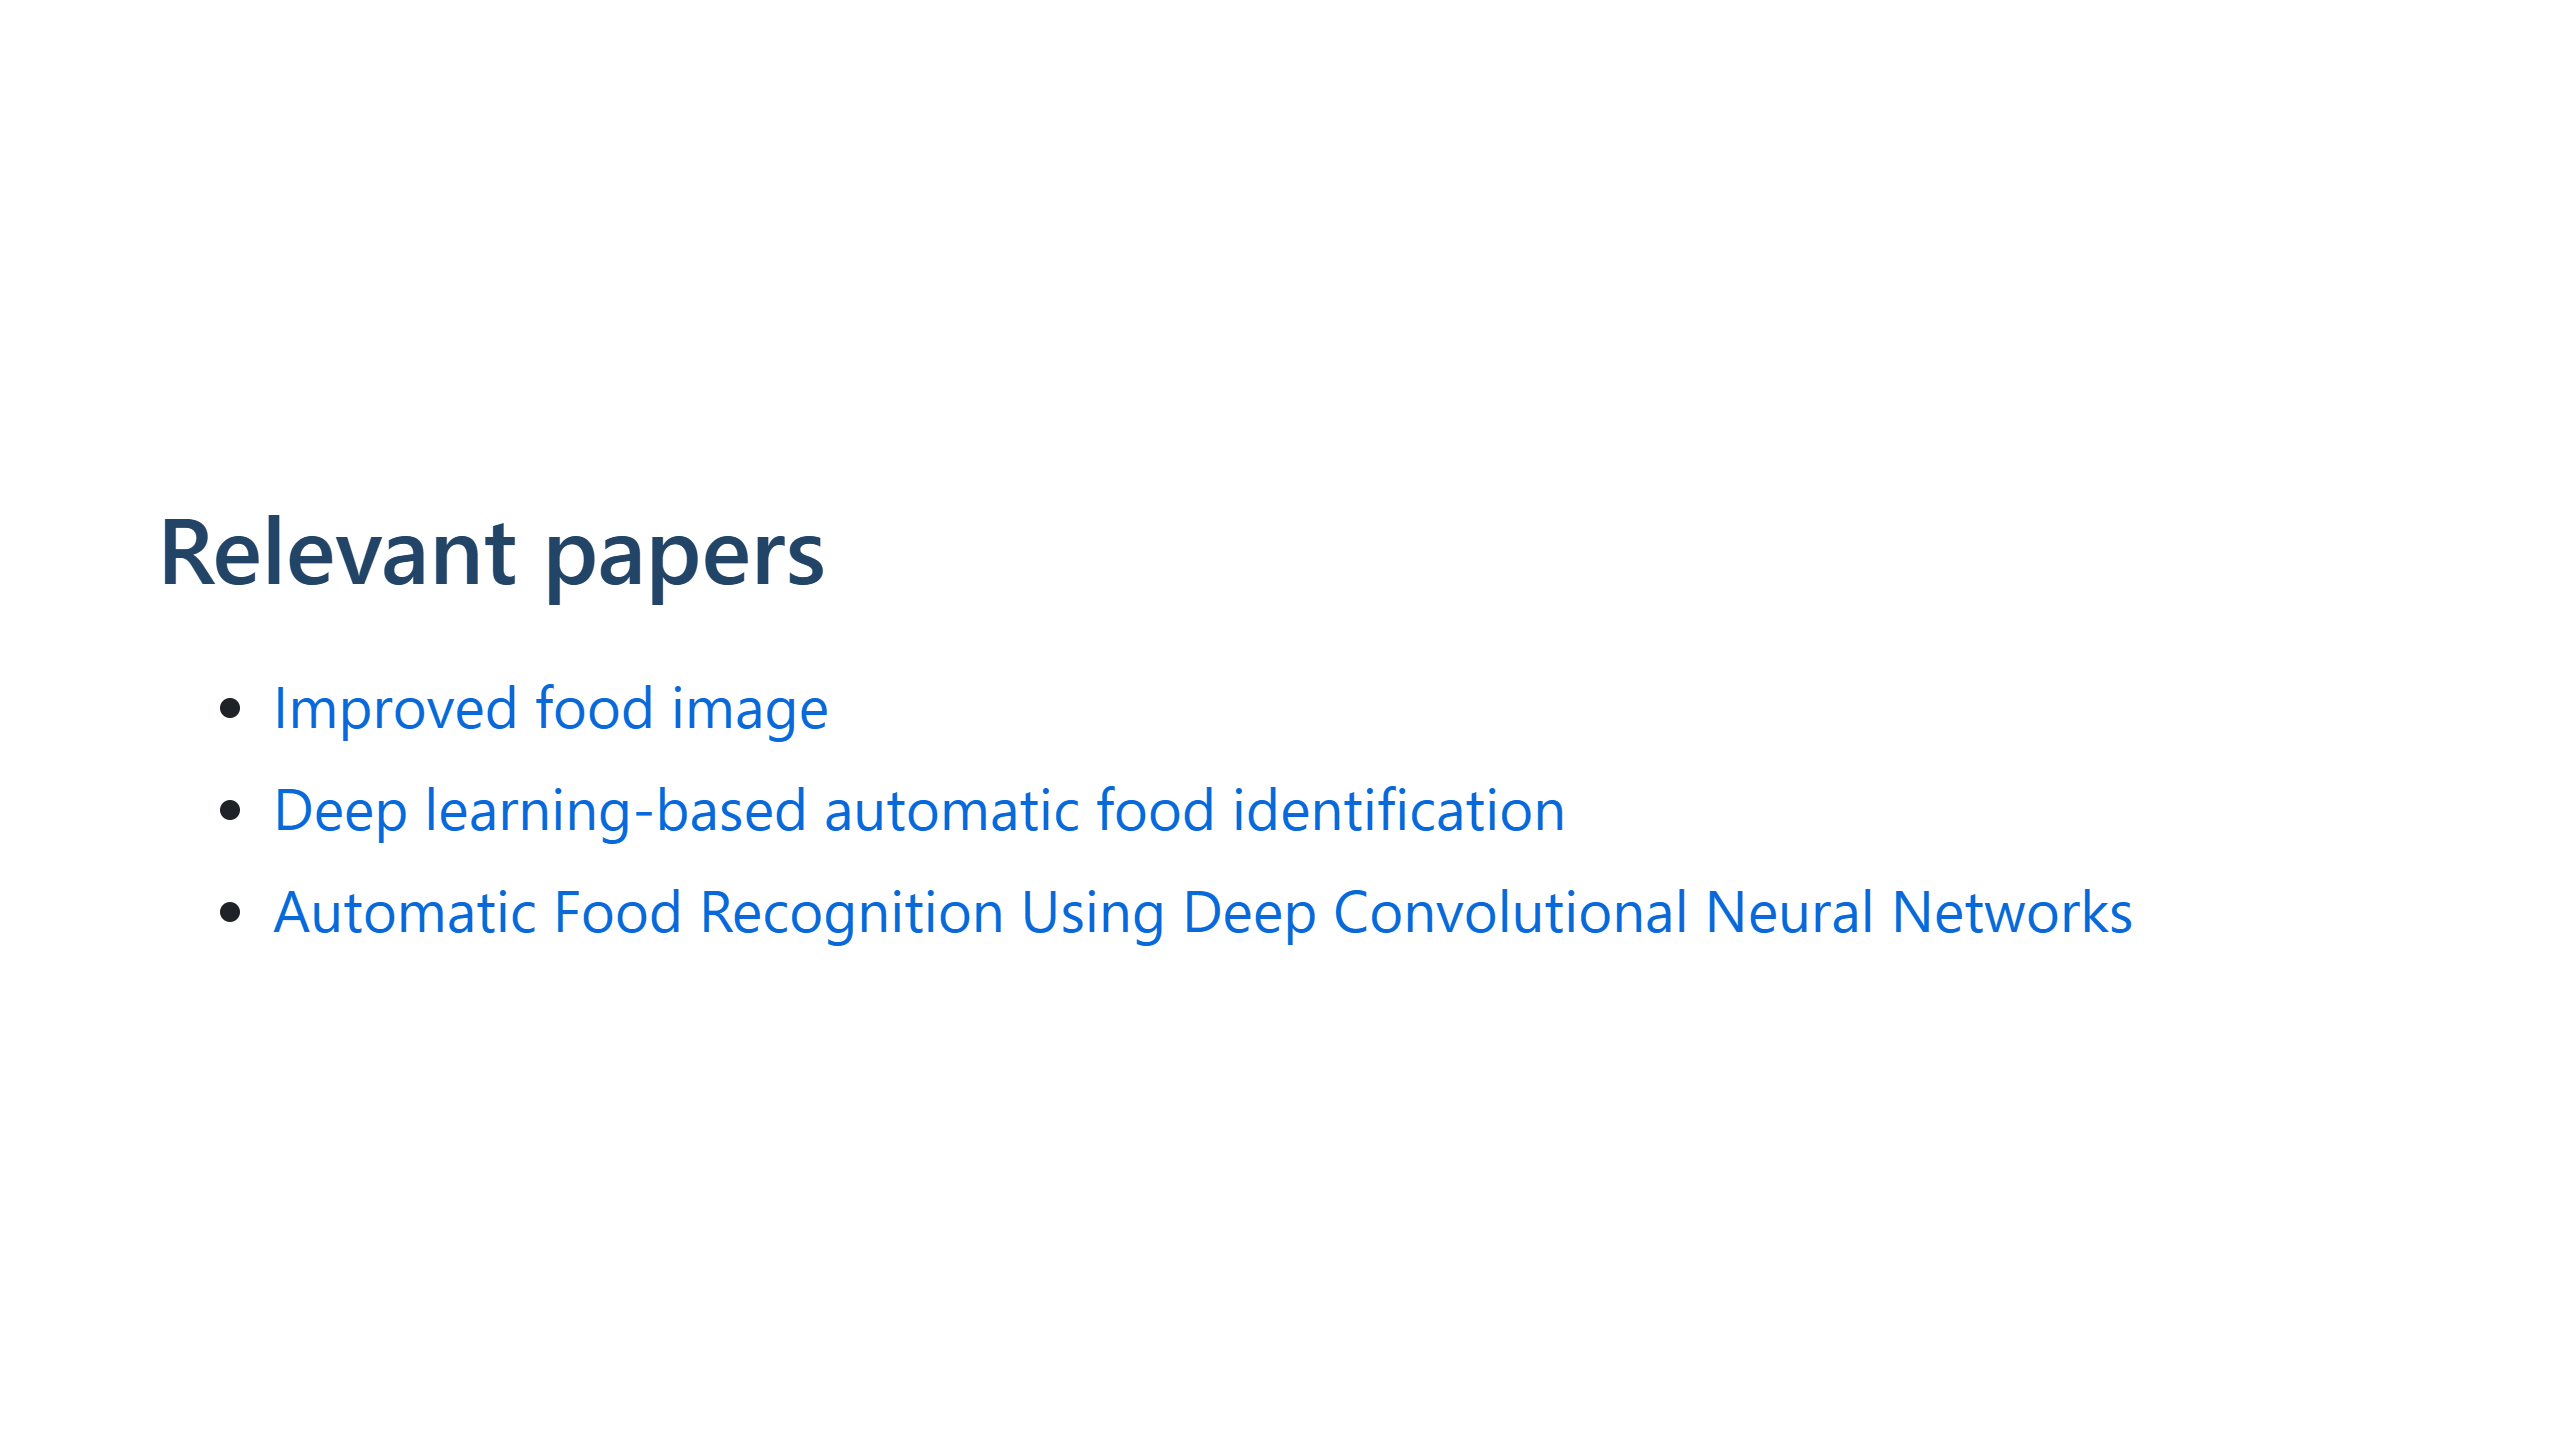 Relevant papers
Improved food image
Deep learning-based automatic food identification
Automatic Food Recognition Using Deep Convolutional Neural Networks